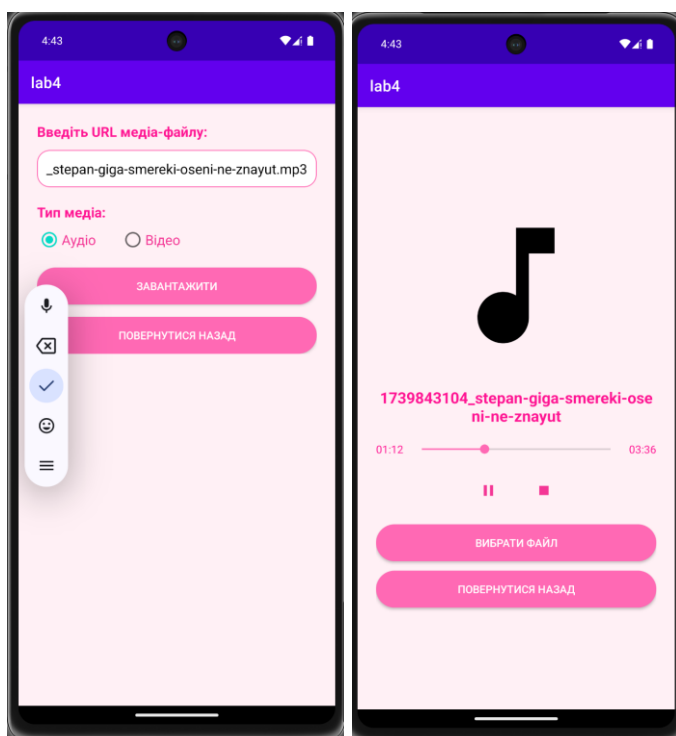 4:43
lab4
Введіть URL медіа-файлу:
_stepan-giga-smereki-oseni-ne-znayut.mp3
Тип медіа:
Аудіо
Відео
ЗАВАНТАЖИТИ
ПОВЕРНУТИСЯ НАЗАД
4:43
lab4
1739843104_stepan-giga-smereki-ose
ni-ne-znayut
01:12
03:36
ВИБРАТИ ФАЙЛ
ПОВЕРНУТИСЯ НАЗАД